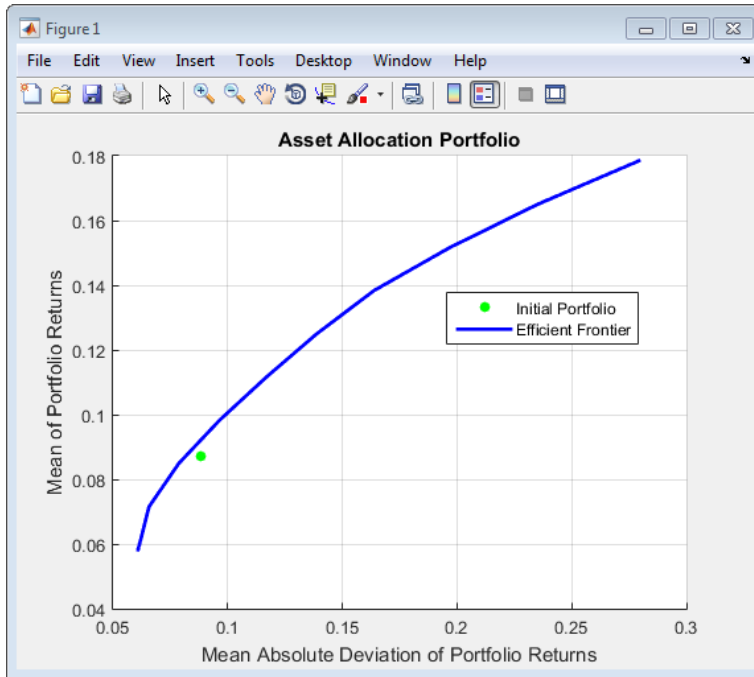 Figure 1
File Edit View Insert Tools Desktop Window Help
Asset Allocation Portfolio
0.18
0.16
0.14
0.12
0.1
0.08
0.06
0.04
Mean of Portfolio Returns
Initial Portfolio
Efficient Frontier
0.05 0.1 0.15 0.2 0.25 0.3
Mean Absolute Deviation of Portfolio Returns